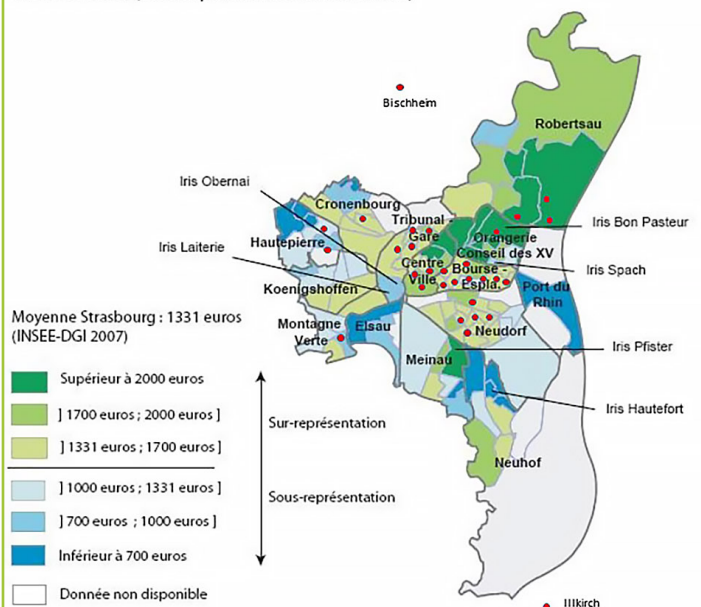 Bischheim
Robertsau
Iris Obernai
Cronenbourg
Tribunal -
Gare
Iris Bon Pasteur
Orangerie
Hautepierre
Iris Laiterie
Conseil des XV
Centre
Ville
Bourse -
Espla.
Iris Spach
Koenigshoffen
Port du
Rhin
Moyenne Strasbourg : 1331 euros
(INSEE-DGI 2007)
Montagne
Verte
Elsau
Neudorf
Iris Pfister
Meinau
Supérieur à 2000 euros
] 1700 euros ; 2000 euros ]
Iris Hautefort
Sur-représentation
] 1331 euros ; 1700 euros ]
Neuhof
] 1000 euros ; 1331 euros ]
Sous-représentation
] 700 euros ; 1000 euros ]
Inférieur à 700 euros
Donnée non disponible
Illkirch